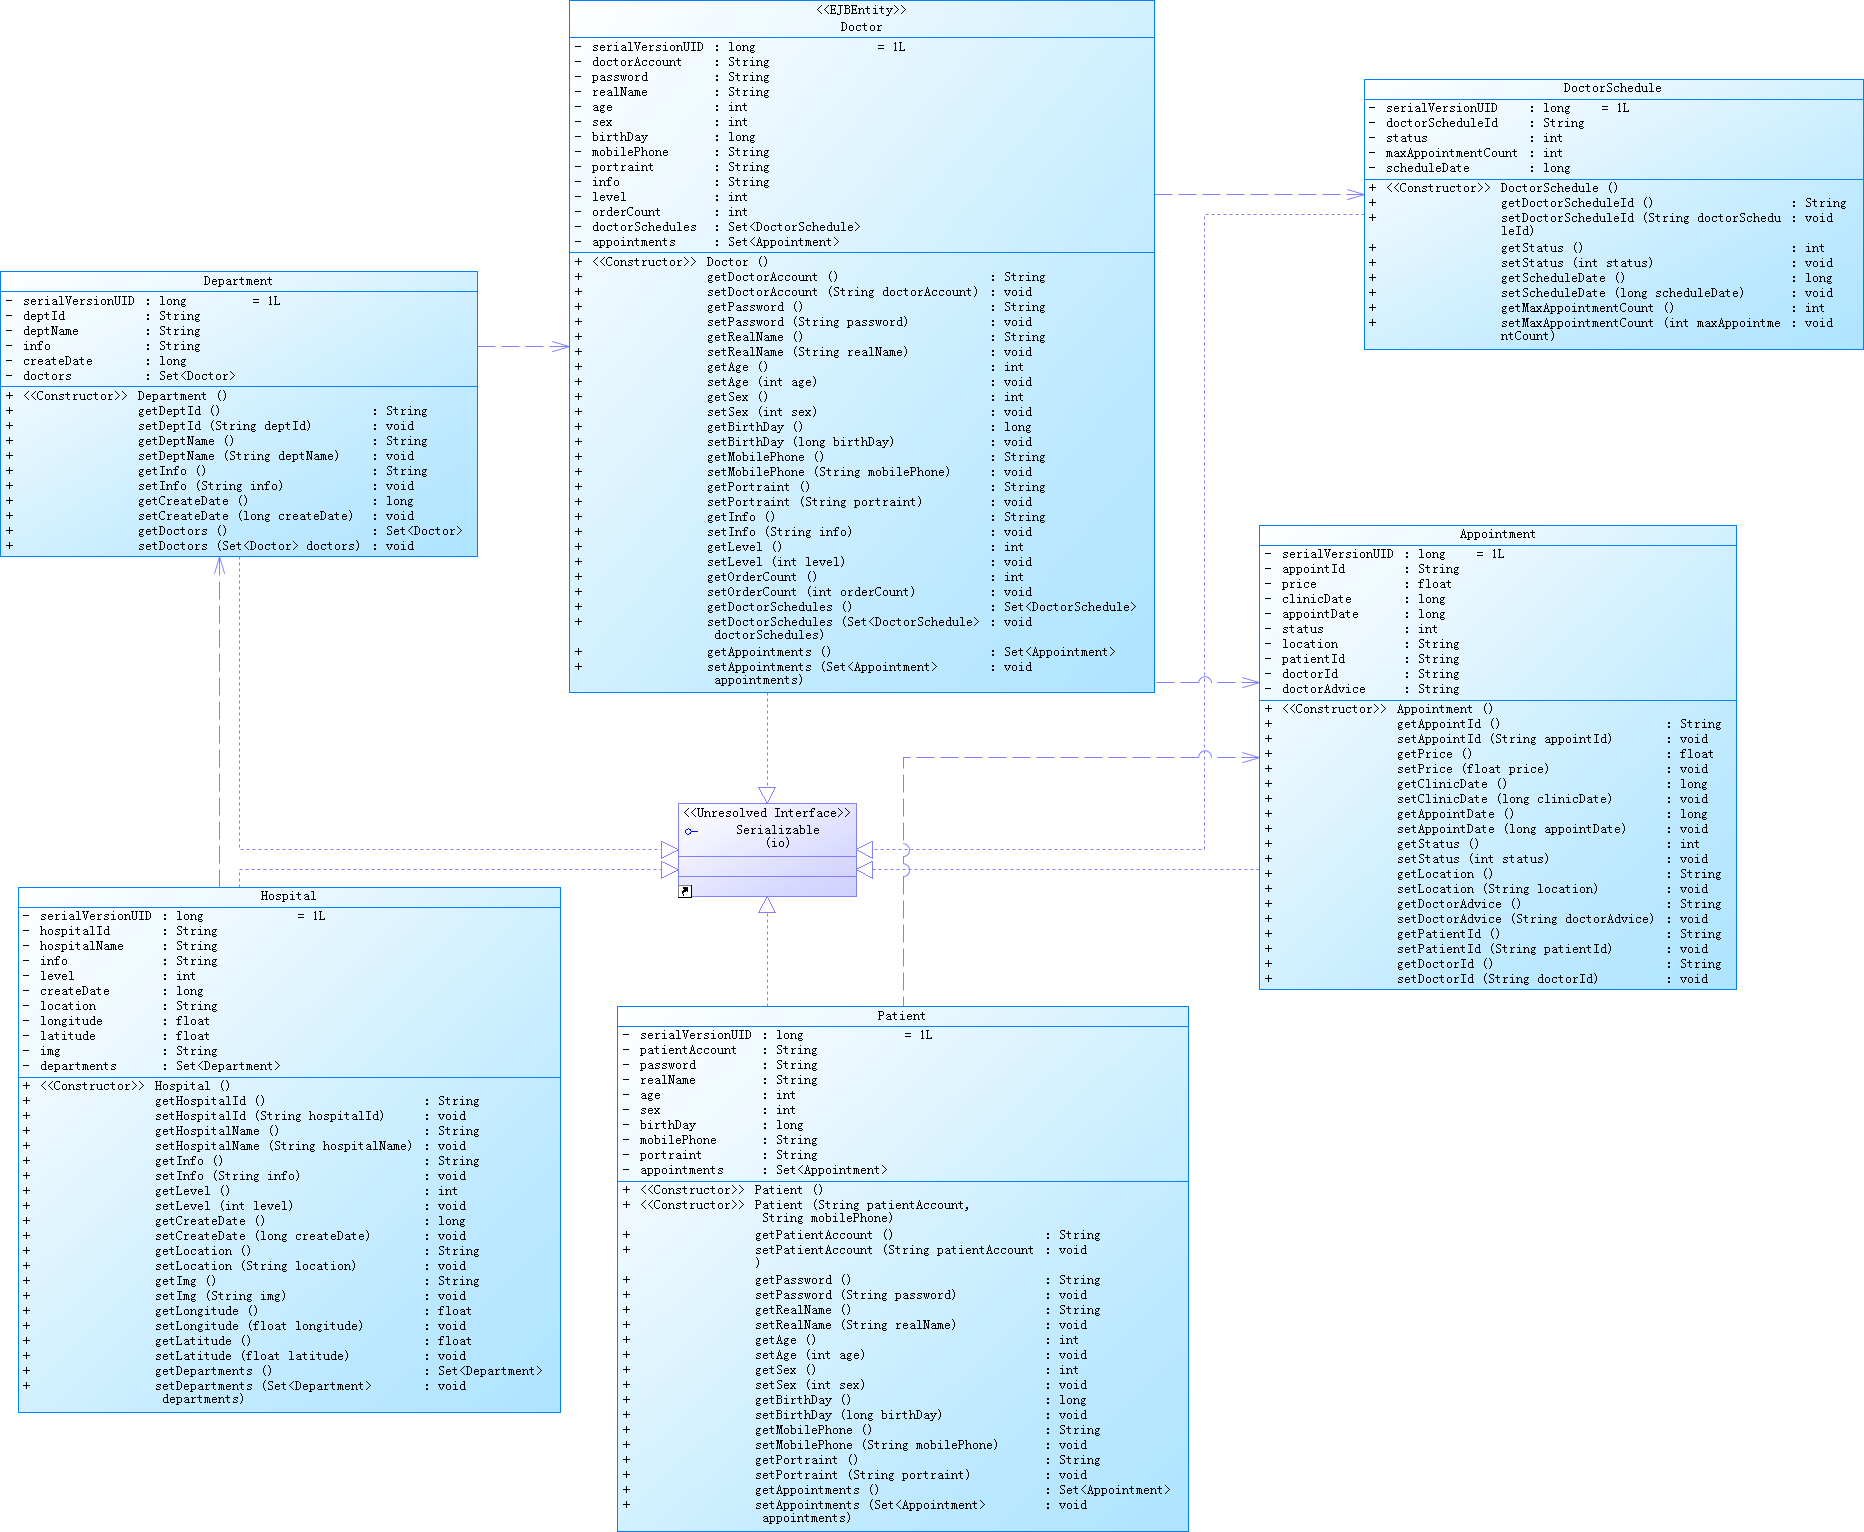 <<EJBEntity>>
Doctor
- serialVersionUID : long = 1L
- doctorAccount : String
- password : String
- realName : String
- age : int
- sex : int
- birthDay : long
- mobilePhone : String
- portraint : String
- info : String
- level : int
- orderCount : int
- doctorSchedules : Set<DoctorSchedule>
- appointments : Set<Appointment>
+ <<Constructor>> Doctor ()
+ getDoctorAccount () : String
+ setDoctorAccount (String doctorAccount) : void
+ getPassword () : String
+ setPassword (String password) : void
+ getRealName () : String
+ setRealName (String realName) : void
+ getAge () : int
+ setAge (int age) : void
+ getSex () : int
+ setSex (int sex) : void
+ getBirthDay () : long
+ setBirthDay (long birthDay) : void
+ getMobilePhone () : String
+ setMobilePhone (String mobilePhone) : void
+ getPortraint () : String
+ setPortraint (String portraint) : void
+ getInfo () : String
+ setInfo (String info) : void
+ getLevel () : int
+ setLevel (int level) : void
+ getOrderCount () : int
+ setOrderCount (int orderCount) : void
+ getDoctorSchedules () : Set<DoctorSchedule>
+ setDoctorSchedules (Set<DoctorSchedule> : void
doctorSchedules)
+ getAppointments () : Set<Appointment>
+ setAppointments (Set<Appointment> : void
appointments)
DoctorSchedule
- serialVersionUID : long = 1L
- doctorScheduleId : String
- status : int
- maxAppointmentCount : int
- scheduleDate : long
+ <<Constructor>> DoctorSchedule ()
+ getDoctorScheduleId () : String
+ setDoctorScheduleId (String doctorSchedu : void
leId)
+ getStatus () : int
+ setStatus (int status) : void
+ getScheduleDate () : long
+ setScheduleDate (long scheduleDate) : void
+ getMaxAppointmentCount () : int
+ setMaxAppointmentCount (int maxAppointme : void
ntCount)
Department
- serialVersionUID : long = 1L
- deptId : String
- deptName : String
- info : String
- createDate : long
- doctors : Set<Doctor>
+ <<Constructor>> Department ()
+ getDeptId () : String
+ setDeptId (String deptId) : void
+ getDeptName () : String
+ setDeptName (String deptName) : void
+ getInfo () : String
+ setInfo (String info) : void
+ getCreateDate () : long
+ setCreateDate (long createDate) : void
+ getDoctors () : Set<Doctor>
+ setDoctors (Set<Doctor> doctors) : void
Appointment
- serialVersionUID : long = 1L
- appointId : String
- price : float
- clinicDate : long
- appointDate : long
- status : int
- location : String
- patientId : String
- doctorId : String
- doctorAdvice : String
+ <<Constructor>> Appointment ()
+ getAppointId () : String
+ setAppointId (String appointId) : void
+ getPrice () : float
+ setPrice (float price) : void
+ getClinicDate () : long
+ setClinicDate (long clinicDate) : void
+ getAppointDate () : long
+ setAppointDate (long appointDate) : void
+ getStatus () : int
+ setStatus (int status) : void
+ getLocation () : String
+ setLocation (String location) : void
+ getDoctorAdvice () : String
+ setDoctorAdvice (String doctorAdvice) : void
+ getPatientId () : String
+ setPatientId (String patientId) : void
+ getDoctorId () : String
+ setDoctorId (String doctorId) : void
<<Unresolved Interface>>
Serializable
(io)
Hospital
- serialVersionUID : long = 1L
- hospitalId : String
- hospitalName : String
- info : String
- level : int
- createDate : long
- location : String
- longitude : float
- latitude : float
- img : String
- departments : Set<Department>
+ <<Constructor>> Hospital ()
+ getHospitalId () : String
+ setHospitalId (String hospitalId) : void
+ getHospitalName () : String
+ setHospitalName (String hospitalName) : void
+ getInfo () : String
+ setInfo (String info) : void
+ getLevel () : int
+ setLevel (int level) : void
+ getCreateDate () : long
+ setCreateDate (long createDate) : void
+ getLocation () : String
+ setLocation (String location) : void
+ getImg () : String
+ setImg (String img) : void
+ getLongitude () : float
+ setLongitude (float longitude) : void
+ getLatitude () : float
+ setLatitude (float latitude) : void
+ getDepartments () : Set<Department>
+ setDepartments (Set<Department> : void
departments)
Patient
- serialVersionUID : long = 1L
- patientAccount : String
- password : String
- realName : String
- age : int
- sex : int
- birthDay : long
- mobilePhone : String
- portraint : String
- appointments : Set<Appointment>
+ <<Constructor>> Patient ()
+ <<Constructor>> Patient (String patientAccount,
String mobilePhone)
+ getPatientAccount () : String
+ setPatientAccount (String patientAccount : void
)
+ getPassword () : String
+ setPassword (String password) : void
+ getRealName () : String
+ setRealName (String realName) : void
+ getAge () : int
+ setAge (int age) : void
+ getSex () : int
+ setSex (int sex) : void
+ getBirthDay () : long
+ setBirthDay (long birthDay) : void
+ getMobilePhone () : String
+ setMobilePhone (String mobilePhone) : void
+ getPortraint () : String
+ setPortraint (String portraint) : void
+ getAppointments () : Set<Appointment>
+ setAppointments (Set<Appointment> : void
appointments)